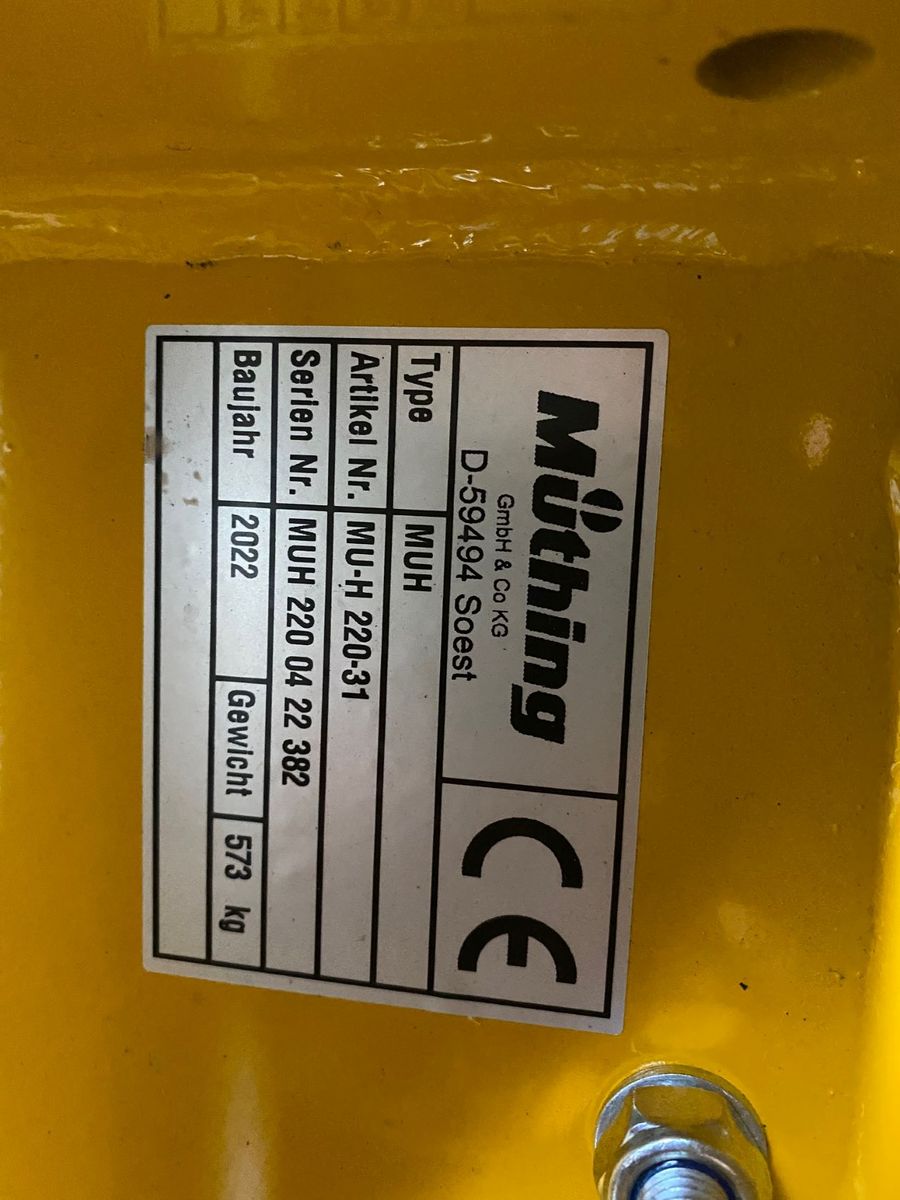 Müthing
GmbH & Co KG
D-59494 Soest
CE
Type MUH
Artikel Nr. MU-H 220-31
Serien Nr. MUH 220 04 22 382
Baujahr 2022 Gewicht 573 kg